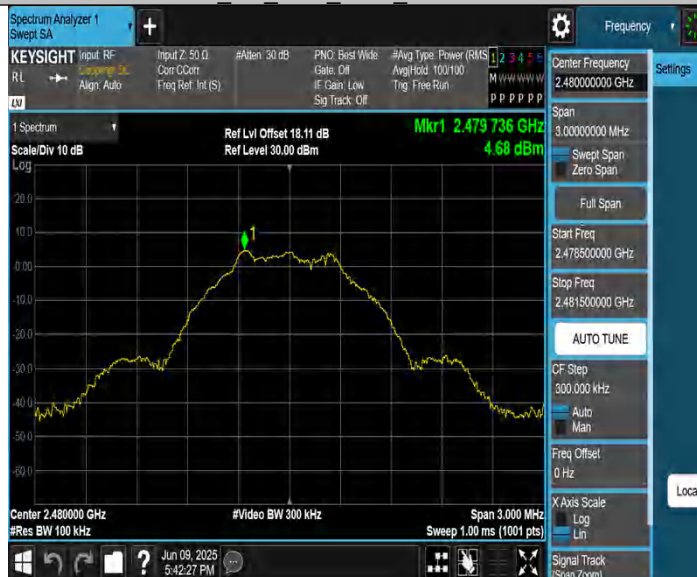 Spectrum Analyzer 1
Swept SA
Frequency
KEYSIGHT
Input: RF
Input Z: 50 Ω
#Atten: 30 dB
PNO: Best Wide
#Avg Type: Power (RMS
1 2 3 4 5 6
RL
Coupling: DC
Corr CCorr
Gate: Off
Avg|Hold: 100/100
M W W W W W
Align: Auto
Freq Ref: Int (S)
IF Gain: Low
Trig: Free Run
Sig Track: Off
P P P P P P
LXI
Center Frequency
2.480000000 GHz
Settings
Span
3.00000000 MHz
Swept Span
Zero Span
Full Span
Start Freq
2.478500000 GHz
Stop Freq
2.481500000 GHz
AUTO TUNE
CF Step
300.000 kHz
Auto
Man
Freq Offset
0 Hz
X Axis Scale
Log
Lin
Signal Track
(Span Zoom)
Loca
1 Spectrum
Ref Lvl Offset 18.11 dB
Mkr1 2.479 736 GHz
Scale/Div 10 dB
Ref Level 30.00 dBm
4.68 dBm
Log
1
20.0
10.0
0.00
-10.0
-20.0
-30.0
-40.0
-50.0
-60.0
Center 2.480000 GHz
#Video BW 300 kHz
Span 3.000 MHz
#Res BW 100 kHz
Sweep 1.00 ms (1001 pts)
?
Jun 09, 2025
5:42:27 PM